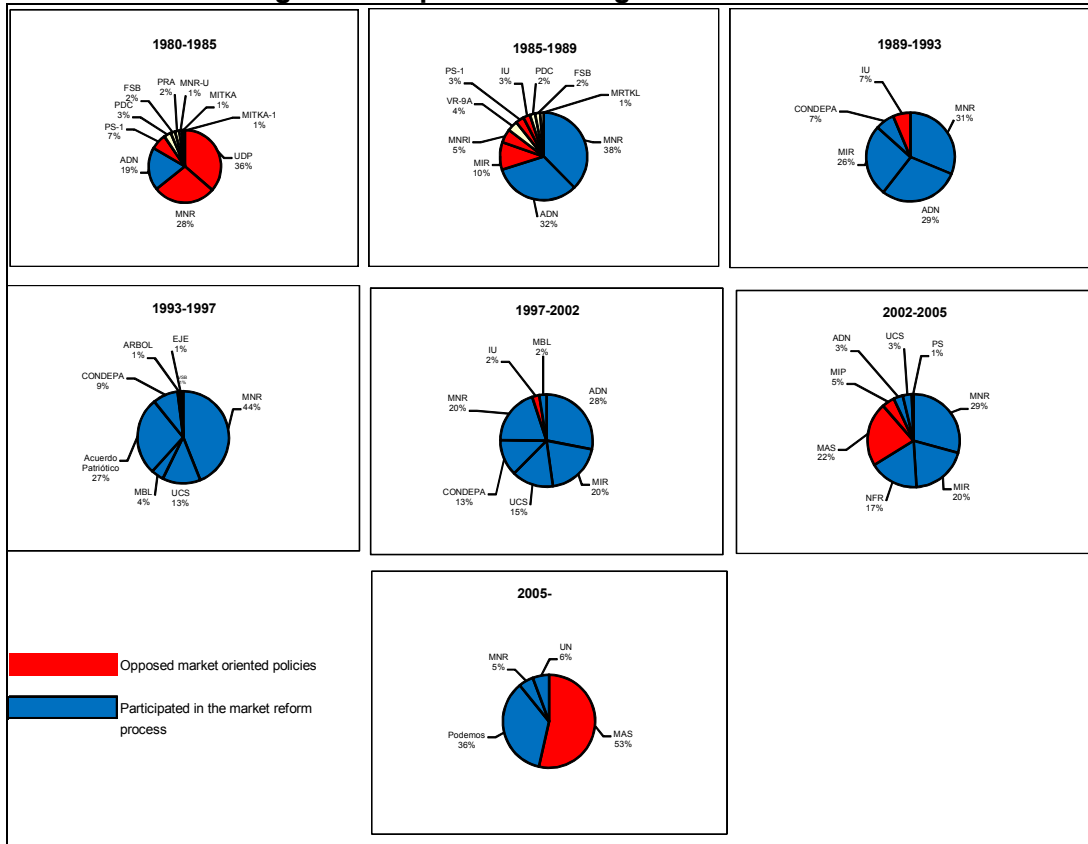 1980-1985
MNR-U
1%
PRA
2%
FSB
2%
MITKA
1%
PDC
3%
MITKA-1
1%
PS-1
7%
UDP
36%
ADN
19%
MNR
28%
1985-1989
PS-1
3%
IU
3%
PDC
2%
FSB
2%
MRTKL
1%
VR-9A
4%
MNR
38%
MNRI
5%
MIR
10%
ADN
32%
1989-1993
IU
7%
MNR
31%
CONDEPA
7%
MIR
26%
ADN
29%
1993-1997
EJE
1%
ARBOL
1%
CONDEPA
9%
MNR
44%
Acuerdo
Patriótico
27%
MBL
4%
UCS
13%
1997-2002
MBL
2%
IU
2%
ADN
28%
MNR
20%
MIR
20%
CONDEPA
13%
UCS
15%
2002-2005
ADN
3%
UCS
3%
PS
1%
MIP
5%
MNR
29%
MAS
22%
MIR
20%
NFR
17%
2005-
UN
6%
MNR
5%
Podemos
36%
MAS
53%
Opposed market oriented policies
Participated in the market reform
process